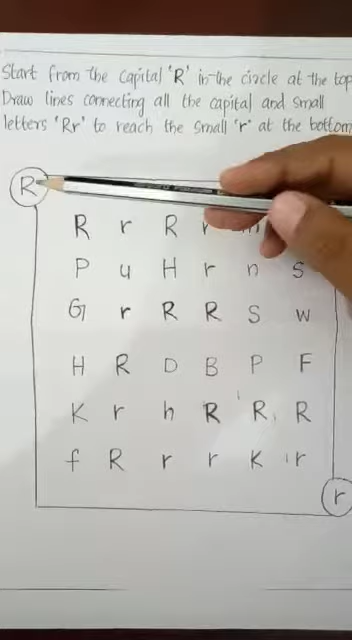 Start from the capital 'R' in the circle at the top
Draw lines connecting all the capital and small
letters 'Rr' to reach the small 'r' at the bottom
R
R r R r
P u H r n S
G r R R S w
H R D B P F
K r h R R R
f R r r K r
r